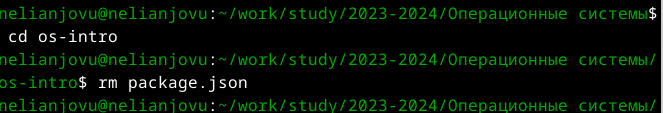 nelianjovu@nelianjovu:~/work/study/2023-2024/Операционные системы$
cd os-intro
nelianjovu@nelianjovu:~/work/study/2023-2024/Операционные системы/
os-intro$ rm package.json
nelianjovu@nelianjovu:~/work/study/2023-2024/Операционные системы/